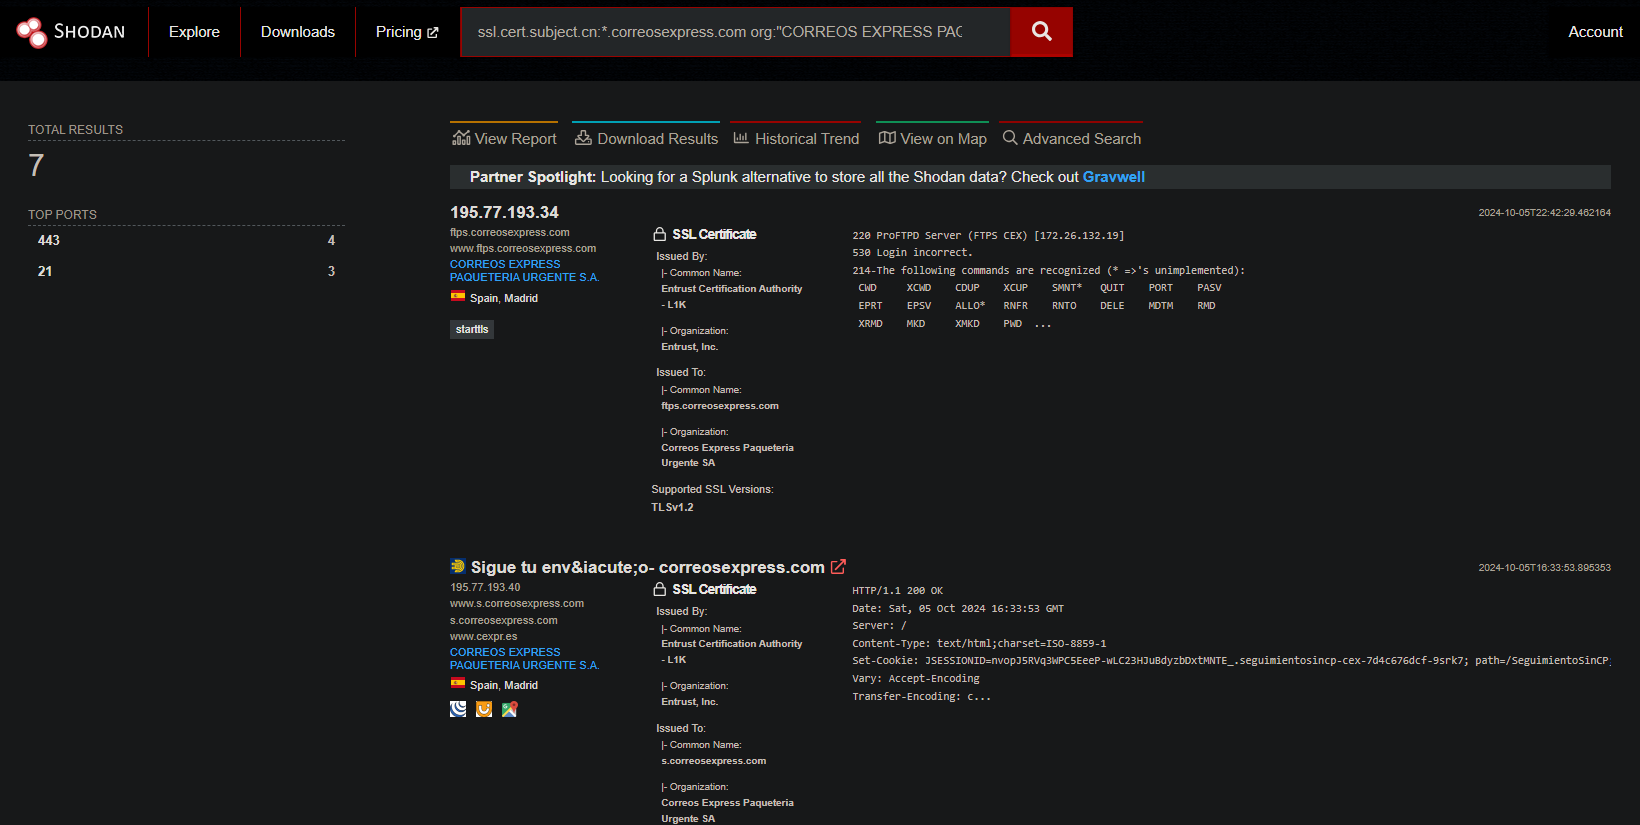 SHODAN
Explore
Downloads
Pricing
ssl.cert.subject.cn:*.correosexpress.com org:"CORREOS EXPRESS PAC
Account
TOTAL RESULTS
7
TOP PORTS
443 4
21 3
View Report
Download Results
Historical Trend
View on Map
Advanced Search
Partner Spotlight: Looking for a Splunk alternative to store all the Shodan data? Check out Gravwell
195.77.193.34
2024-10-05T22:42:29.462164
ftps.correosexpress.com
www.ftps.correosexpress.com
CORREOS EXPRESS
PAQUETERIA URGENTE S.A.
Spain, Madrid
starttls
SSL Certificate
Issued By:
|- Common Name:
Entrust Certification Authority
- L1K
|- Organization:
Entrust, Inc.
Issued To:
|- Common Name:
ftps.correosexpress.com
|- Organization:
Correos Express Paqueteria
Urgente SA
Supported SSL Versions:
TLSv1.2
220 ProFTPD Server (FTPS CEX) [172.26.132.19]
530 Login incorrect.
214-The following commands are recognized (* =>'s unimplemented):
CWD XCWD CDUP XCUP SMNT* QUIT PORT PASV
EPRT EPSV ALLO* RNFR RNTO DELE MDTM RMD
XRMD MKD XMKD PWD ...
Sigue tu env&iacute;o- correosexpress.com
2024-10-05T16:33:53.895353
195.77.193.40
www.s.correosexpress.com
s.correosexpress.com
www.cexpr.es
CORREOS EXPRESS
PAQUETERIA URGENTE S.A.
Spain, Madrid
SSL Certificate
Issued By:
|- Common Name:
Entrust Certification Authority
- L1K
|- Organization:
Entrust, Inc.
Issued To:
|- Common Name:
s.correosexpress.com
|- Organization:
Correos Express Paqueteria
Urgente SA
HTTP/1.1 200 OK
Date: Sat, 05 Oct 2024 16:33:53 GMT
Server: /
Content-Type: text/html;charset=ISO-8859-1
Set-Cookie: JSESSIONID=nvopJ5RVq3WPC5EeeP-wLC23HJuBdyzbDxtMNTE_.seguimientosincp-cex-7d4c676dcf-9srk7; path=/SeguimientoSinCP;
Vary: Accept-Encoding
Transfer-Encoding: c...